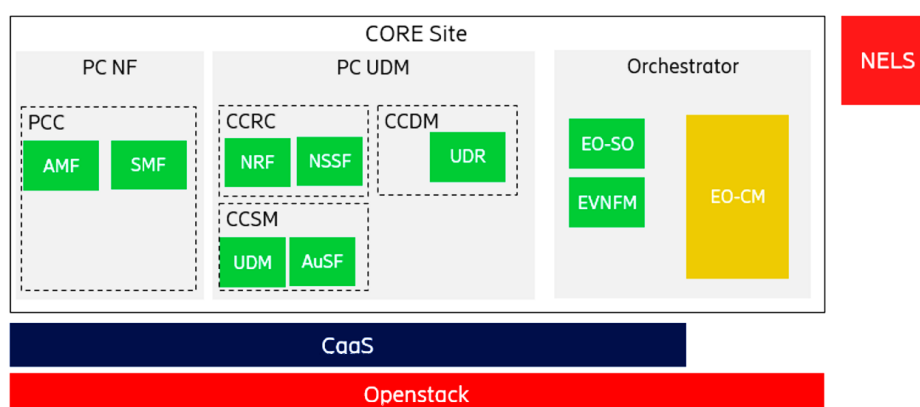 CORE Site
NELS
PC NF
PC UDM
Orchestrator
PCC
AMF
SMF
CCRC
NRF
NSSF
CCDM
UDR
CCSM
UDM
AuSF
EO-SO
EVNFM
EO-CM
CaaS
Openstack